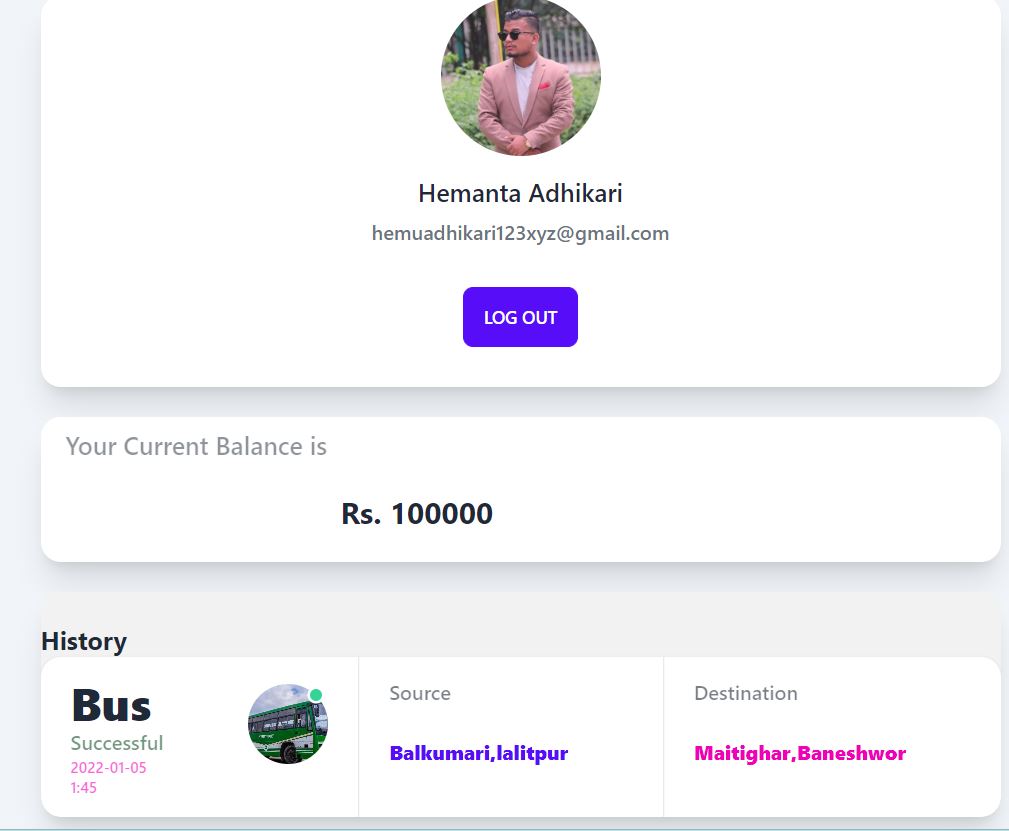 Hemanta Adhikari
hemuadhikari123xyz@gmail.com
LOG OUT
Your Current Balance is
Rs. 100000
History
Bus
Successful
2022-01-05
1:45
Source
Balkumari,lalitpur
Destination
Maitighar,Baneshwor